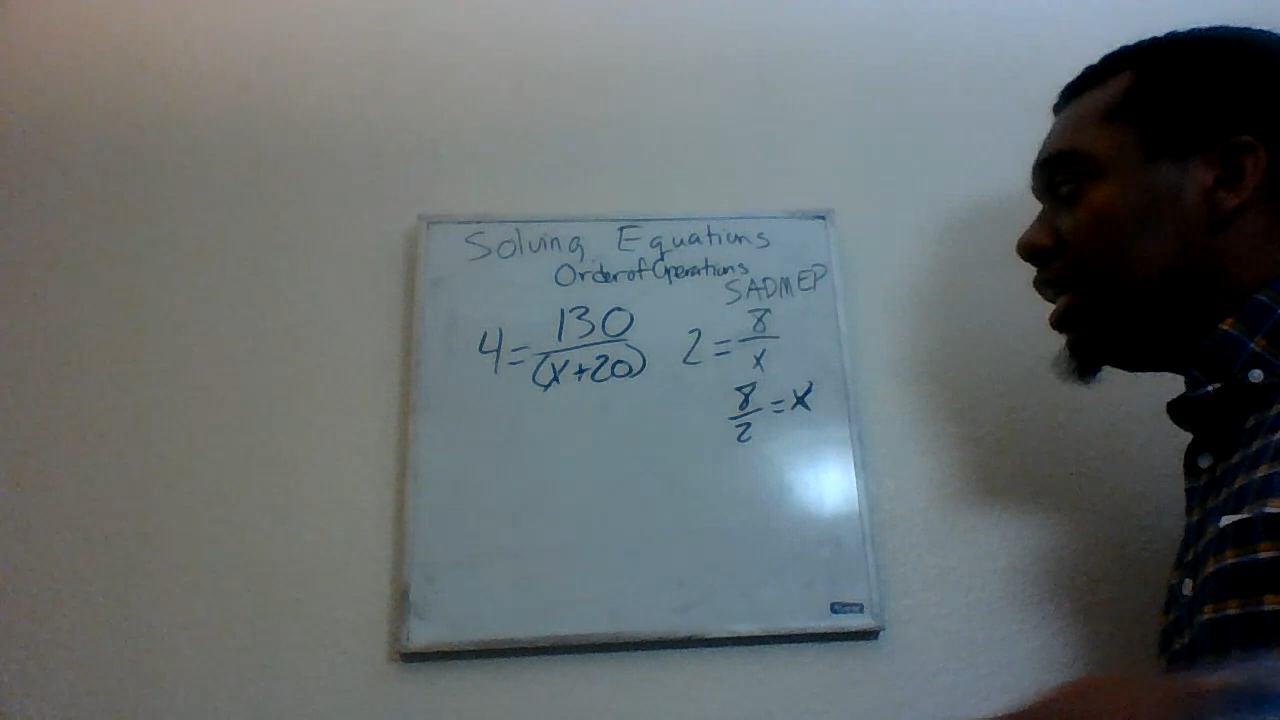 Solving Equations
Order of Operations
SADMEP
4 = 130/(x+20)
2 = 8/x
8/2 = x